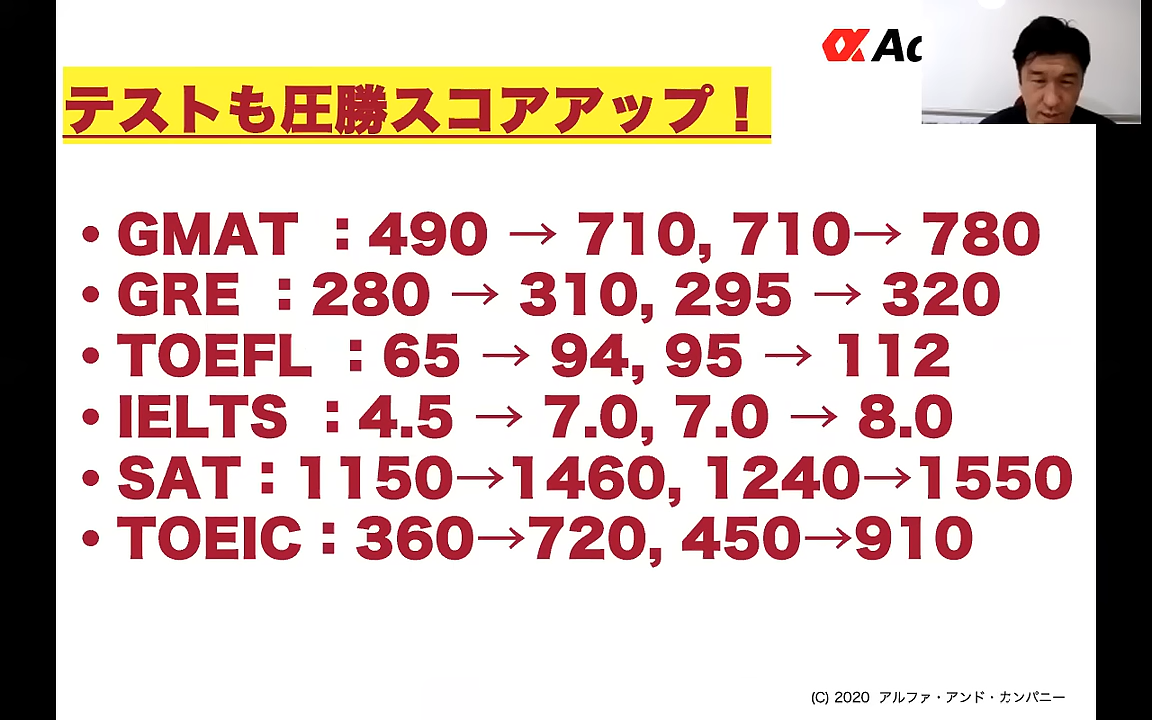 テストも圧勝スコアアップ！
• GMAT ：490 → 710, 710→ 780
• GRE ：280 → 310, 295 → 320
• TOEFL ：65 → 94, 95 → 112
• IELTS ：4.5 → 7.0, 7.0 → 8.0
• SAT：1150→1460, 1240→1550
• TOEIC：360→720, 450→910
(C) 2020 アルファ・アンド・カンパニー